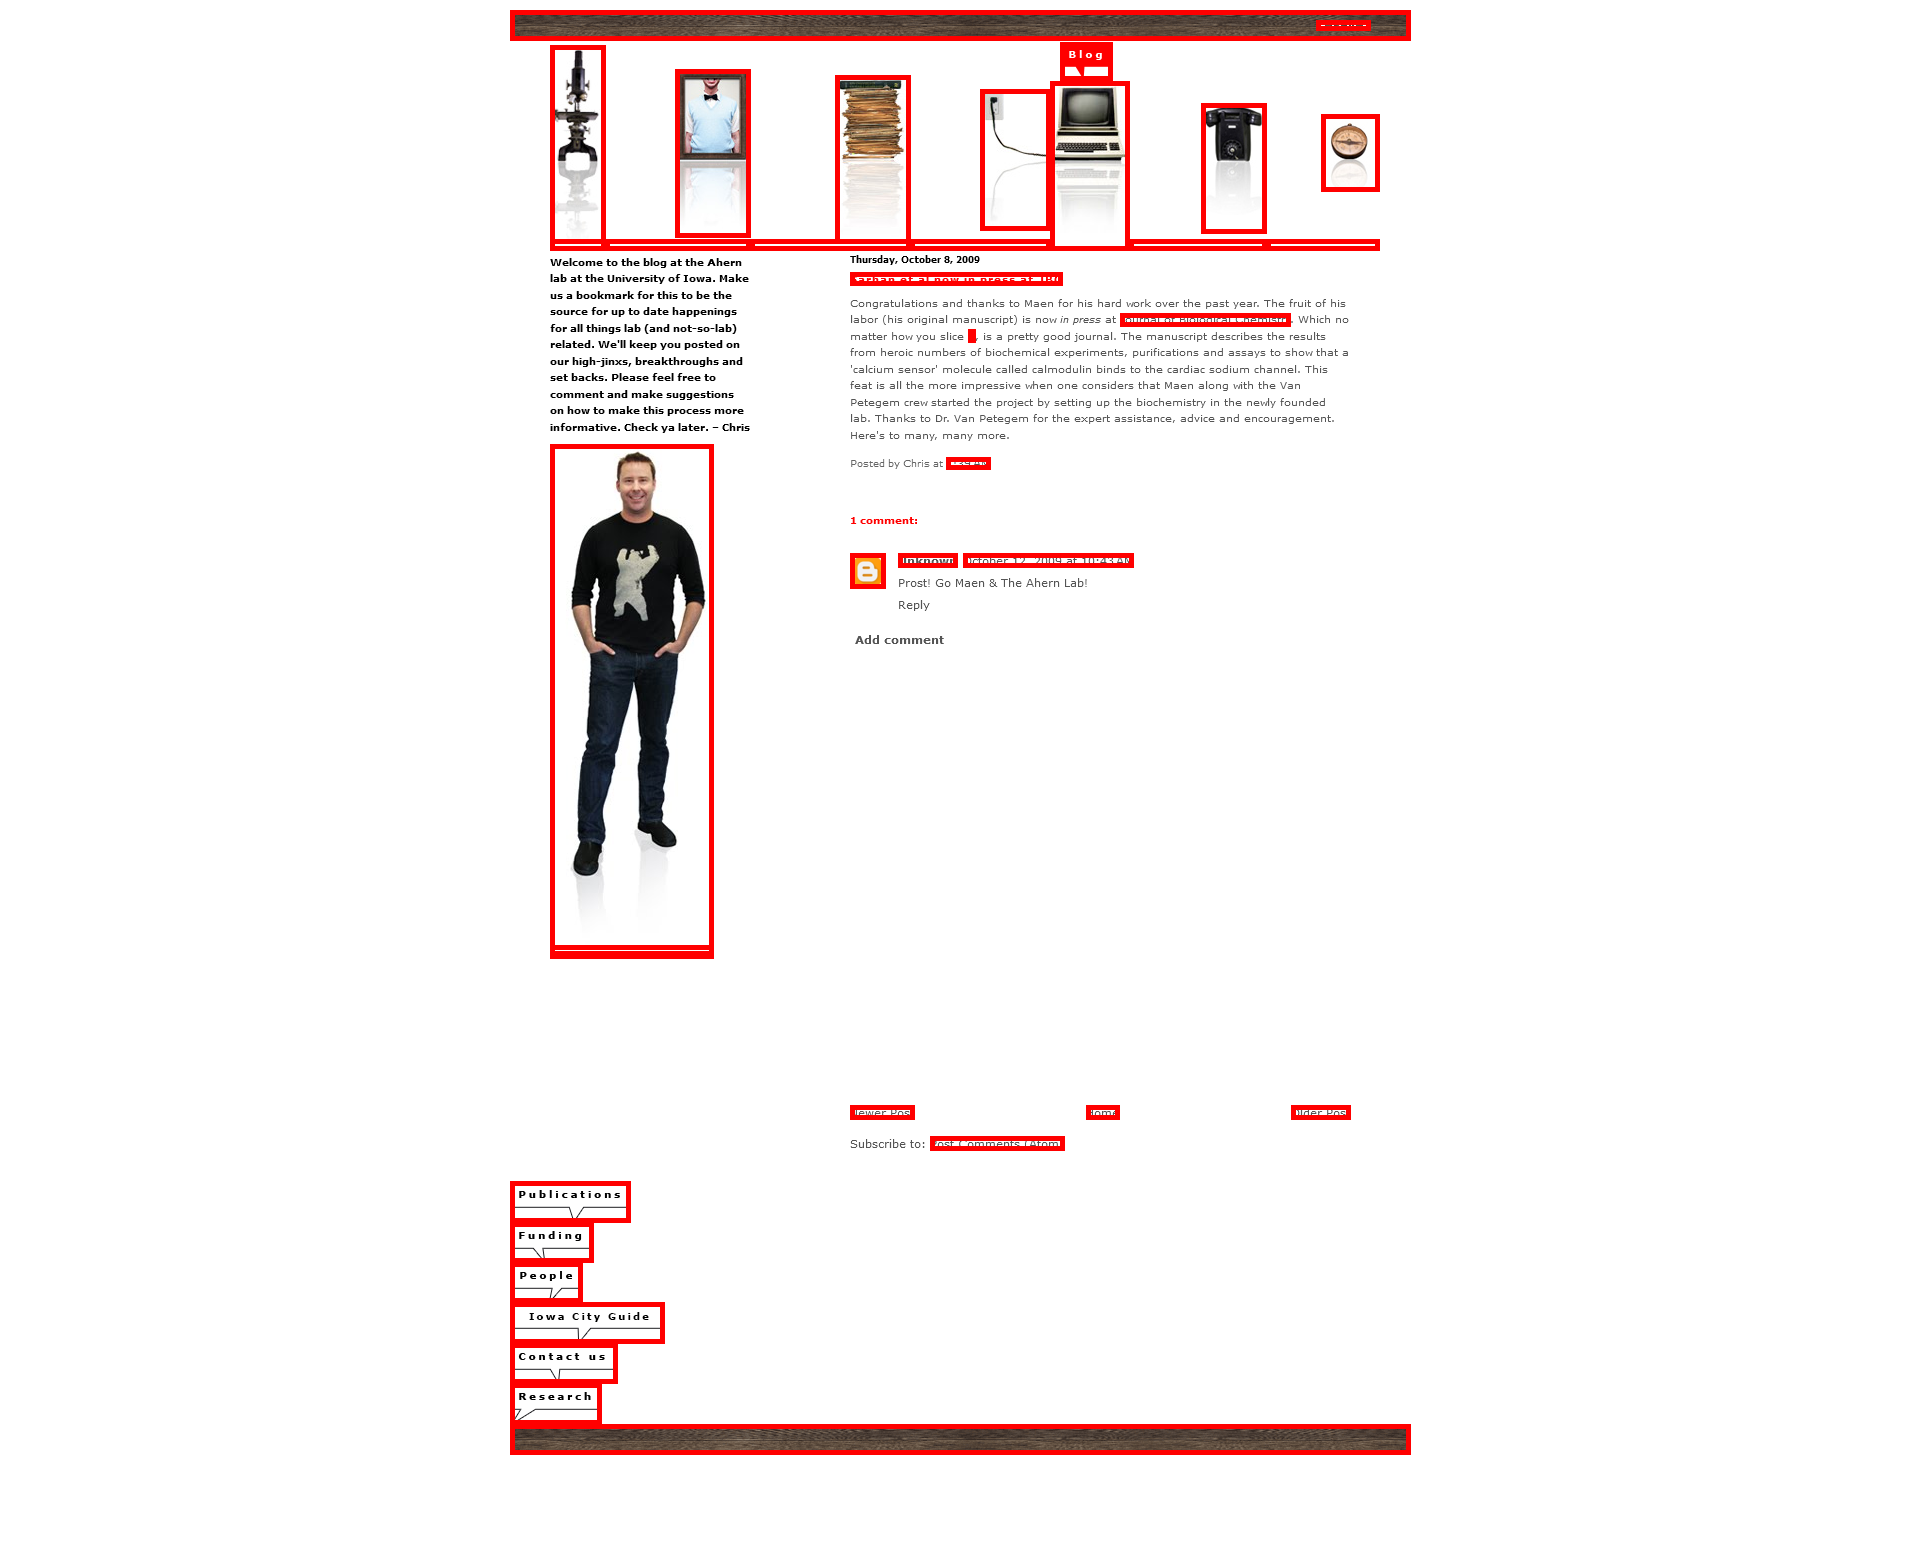 Blog
Welcome to the blog at the Ahern
lab at the University of Iowa. Make
us a bookmark for this to be the
source for up to date happenings
for all things lab (and not-so-lab)
related. We'll keep you posted on
our high-jinxs, breakthroughs and
set backs. Please feel free to
comment and make suggestions
on how to make this process more
informative. Check ya later. – Chris
Thursday, October 8, 2009
Sarhan et al now in press at JBC
Congratulations and thanks to Maen for his hard work over the past year. The fruit of his
labor (his original manuscript) is now in press at Journal of Biological Chemistry. Which no
matter how you slice , is a pretty good journal. The manuscript describes the results
from heroic numbers of biochemical experiments, purifications and assays to show that a
'calcium sensor' molecule called calmodulin binds to the cardiac sodium channel. This
feat is all the more impressive when one considers that Maen along with the Van
Petegem crew started the project by setting up the biochemistry in the newly founded
lab. Thanks to Dr. Van Petegem for the expert assistance, advice and encouragement.
Here's to many, many more.
Posted by Chris at AM
1 comment:
Unknown October 12, 2009 at 10:43 AM
Prost! Go Maen & The Ahern Lab!
Reply
Add comment
Newer Post Home Older Post
Subscribe to: Post Comments (Atom)
Publications
Funding
People
Iowa City Guide
Contact us
Research